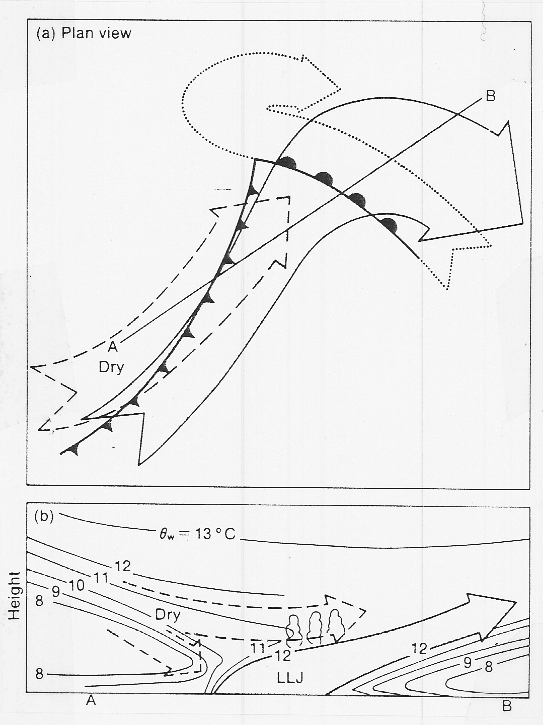 (a) Plan view
B
A
Dry
(b)
θw = 13 °C
12
11
10
9
8
Dry
11
12
12
9
8
LLJ
8
Height
A
B